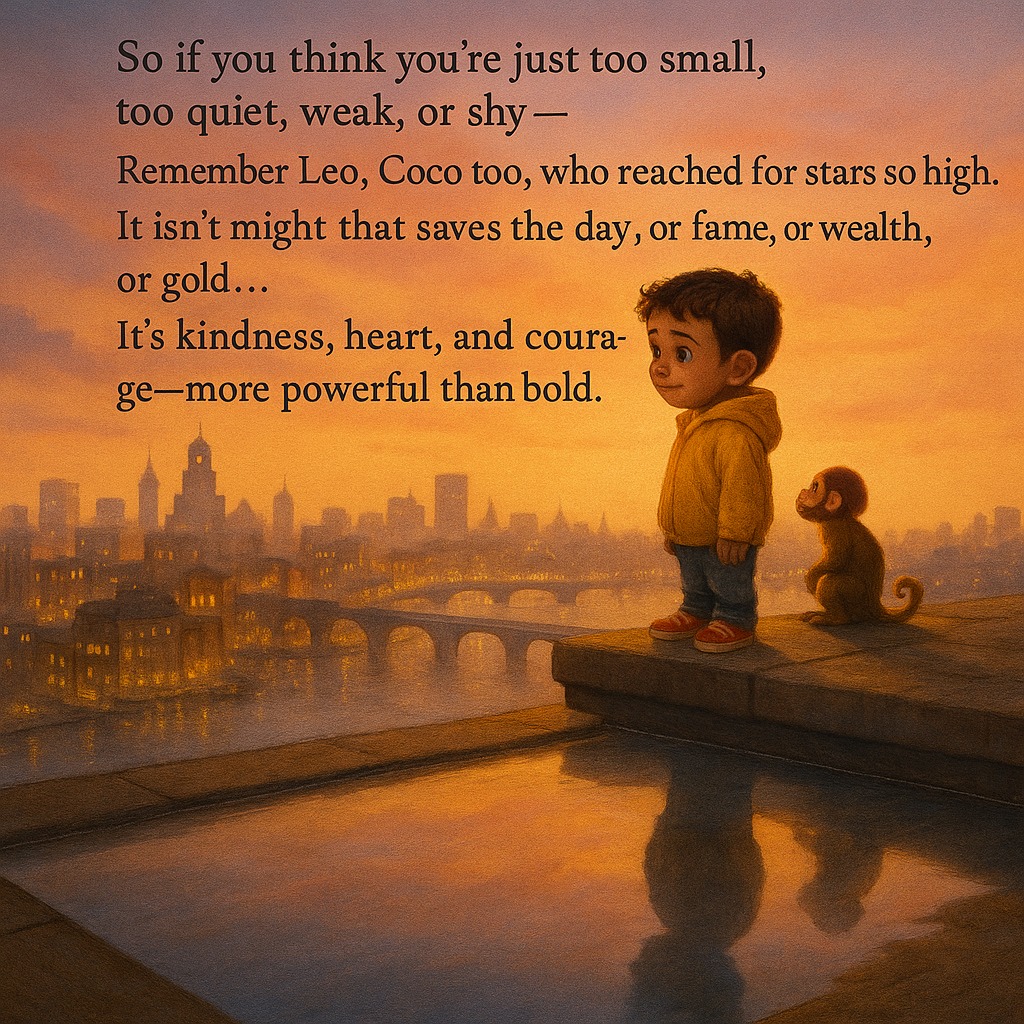 So if you think you're just too small,
too quiet, weak, or shy—
Remember Leo, Coco too, who reached for stars so high.
It isn't might that saves the day, or fame, or wealth,
or gold...
It's kindness, heart, and coura-
ge—more powerful than bold.